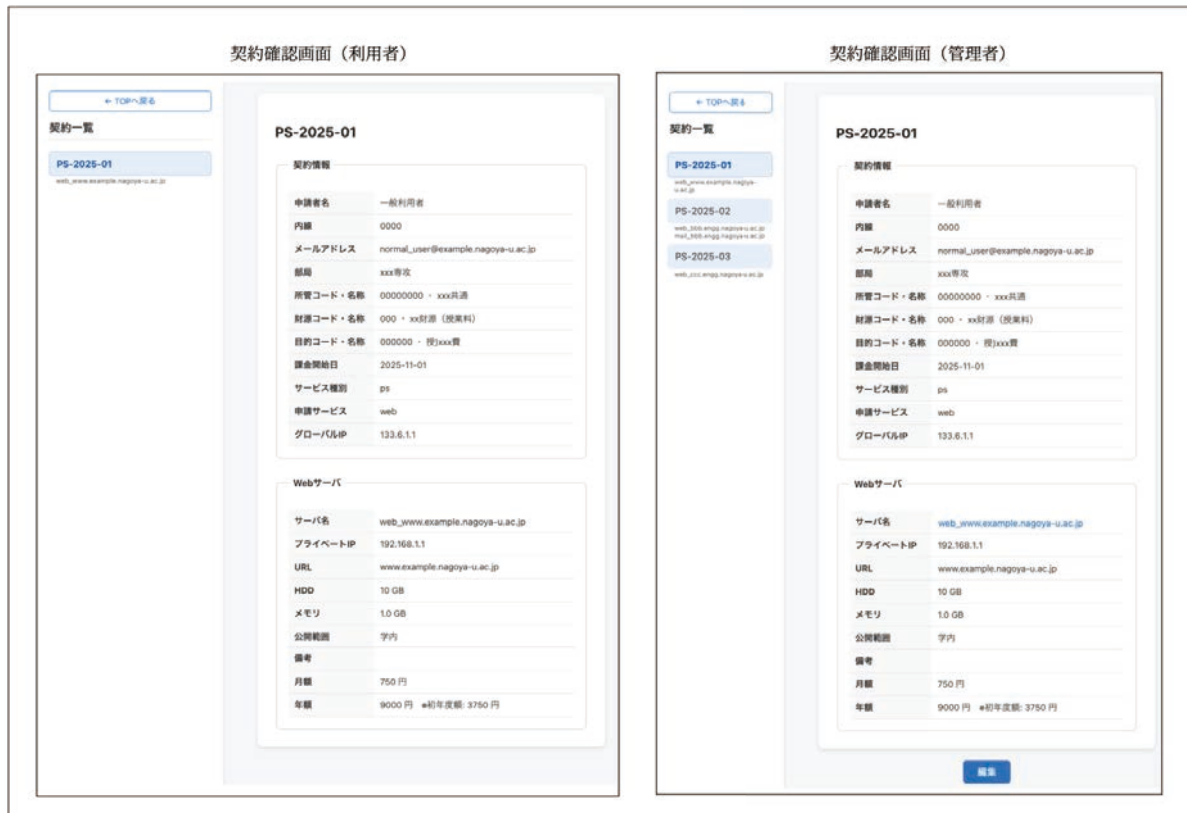 契約確認画面（利用者）
← TOPへ戻る
契約一覧
PS-2025-01
web_www.example.nagoya-u.ac.jp
PS-2025-01
契約情報
申請者名 一般利用者
内線 0000
メールアドレス normal_user@example.nagoya-u.ac.jp
部局 xxx専攻
所管コード・名称 00000000 ・ xxx共通
財源コード・名称 000 ・ xx財源（授業料）
目的コード・名称 000000 ・ 授)xxx費
課金開始日 2025-11-01
サービス種別 ps
申請サービス web
グローバルIP 133.6.1.1
Webサーバ
サーバ名 web_www.example.nagoya-u.ac.jp
プライベートIP 192.168.1.1
URL www.example.nagoya-u.ac.jp
HDD 10 GB
メモリ 1.0 GB
公開範囲 学内
備考
月額 750 円
年額 9000 円 ※初年度額: 3750 円
契約確認画面（管理者）
← TOPへ戻る
契約一覧
PS-2025-01
web_www.example.nagoya-
u.ac.jp
PS-2025-02
web_bbb.engg.nagoya-u.ac.jp
mail_bbb.engg.nagoya-u.ac.jp
PS-2025-03
web_ccc.engg.nagoya-u.ac.jp
PS-2025-01
契約情報
申請者名 一般利用者
内線 0000
メールアドレス normal_user@example.nagoya-u.ac.jp
部局 xxx専攻
所管コード・名称 00000000 ・ xxx共通
財源コード・名称 000 ・ xx財源（授業料）
目的コード・名称 000000 ・ 授)xxx費
課金開始日 2025-11-01
サービス種別 ps
申請サービス web
グローバルIP 133.6.1.1
Webサーバ
サーバ名 web_www.example.nagoya-u.ac.jp
プライベートIP 192.168.1.1
URL www.example.nagoya-u.ac.jp
HDD 10 GB
メモリ 1.0 GB
公開範囲 学内
備考
月額 750 円
年額 9000 円 ※初年度額: 3750 円
編集